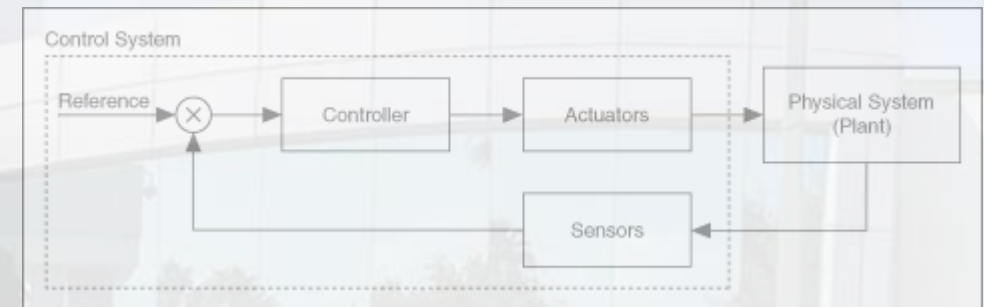 Control System
Reference
Controller
Actuators
Physical System
(Plant)
Sensors